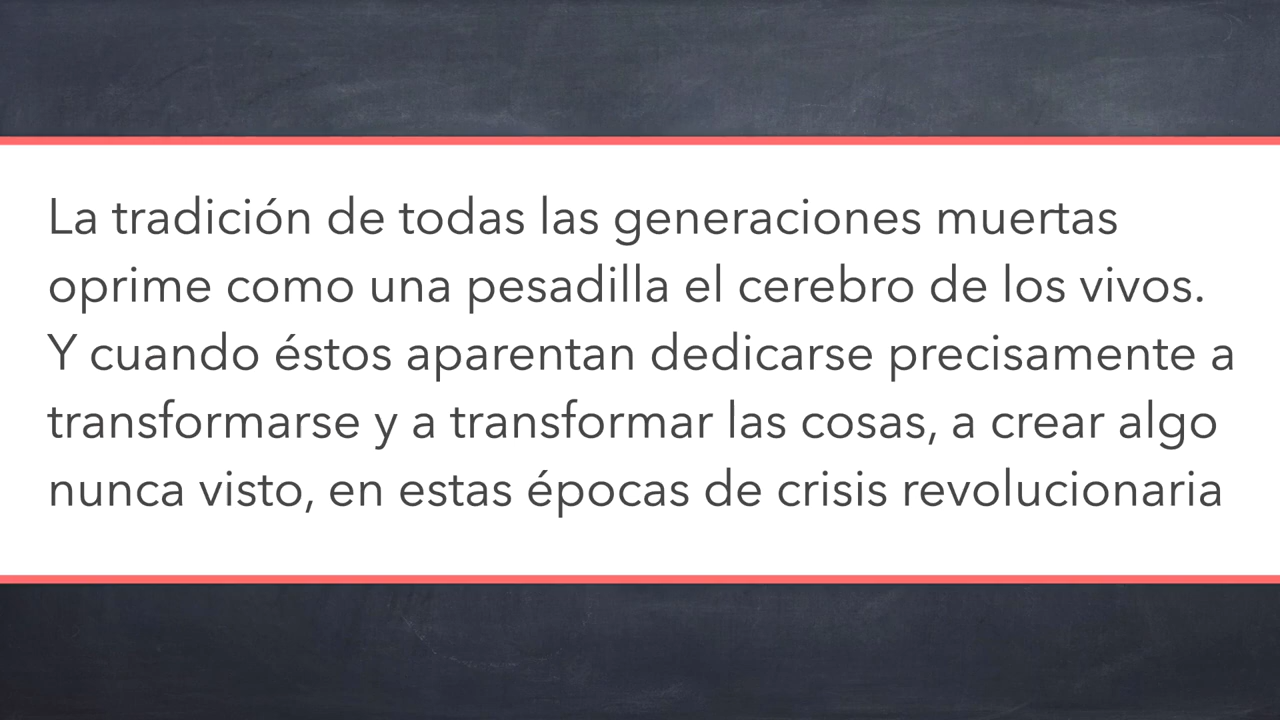 La tradición de todas las generaciones muertas
oprime como una pesadilla el cerebro de los vivos.
Y cuando éstos aparentan dedicarse precisamente a
transformarse y a transformar las cosas, a crear algo
nunca visto, en estas épocas de crisis revolucionaria